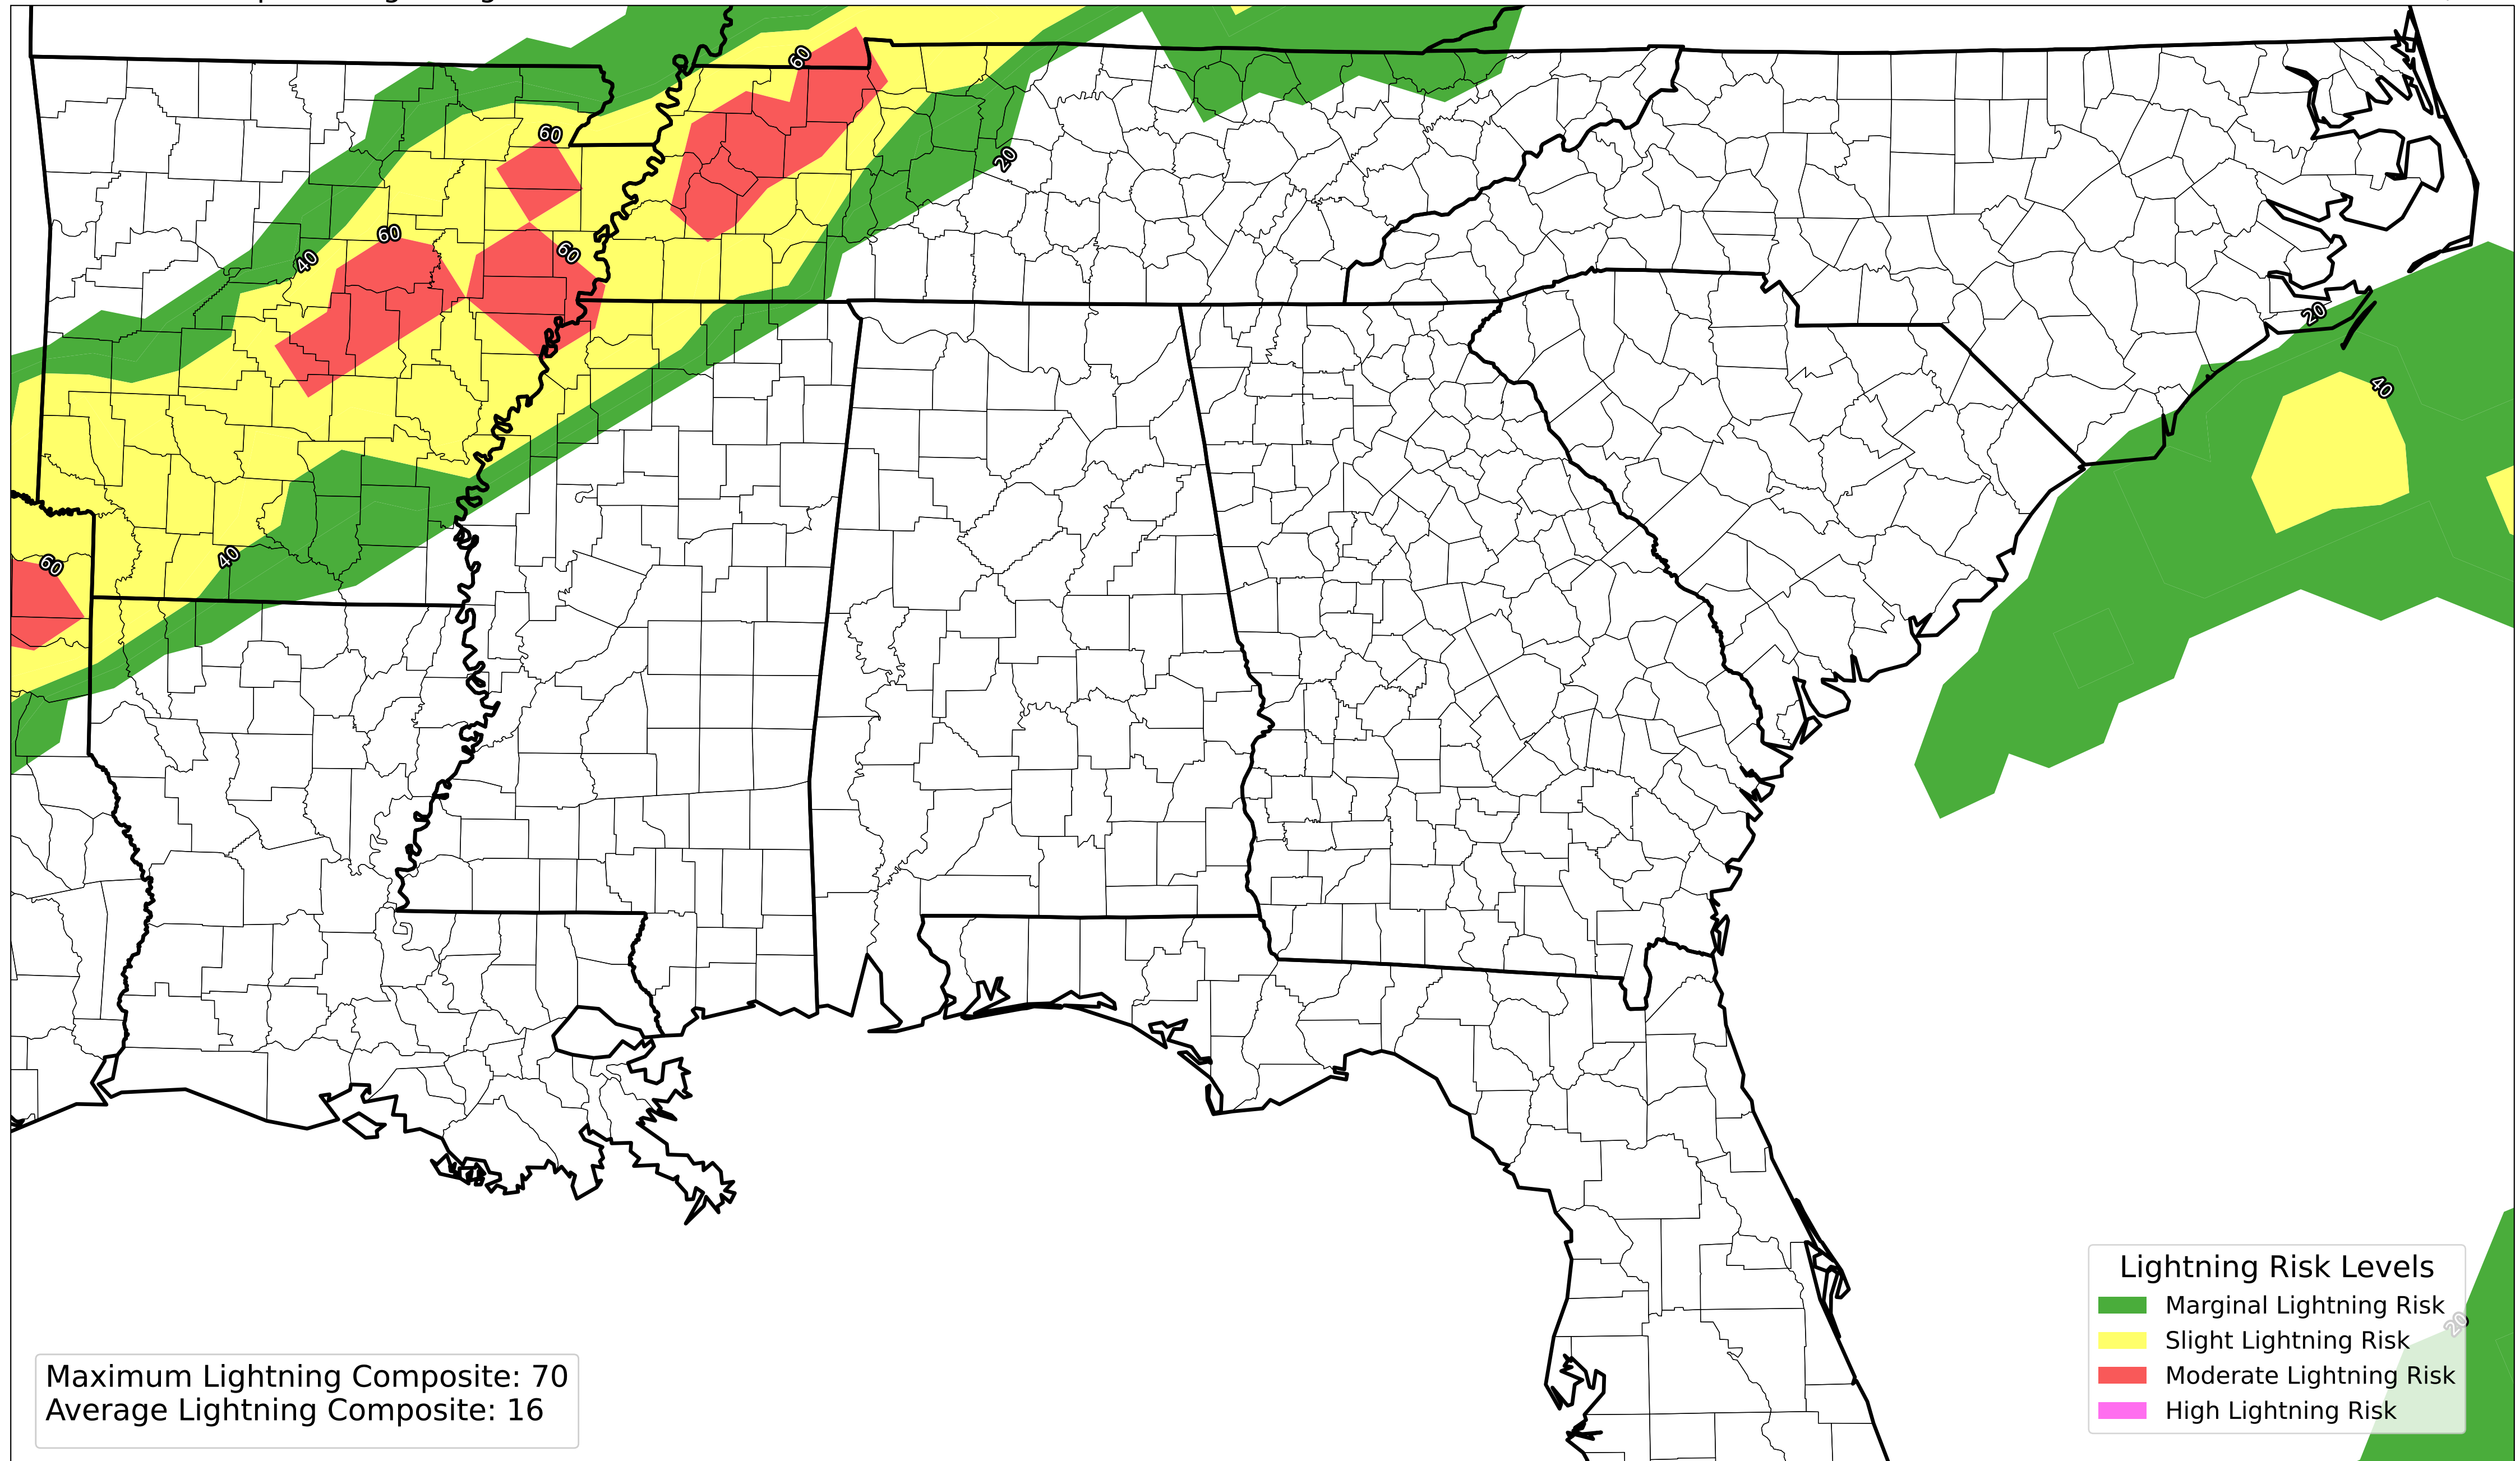 60
60
20
60
60
40
20
40
40
60
Lightning Risk Levels
Marginal Lightning Risk
20
Slight Lightning Risk
Moderate Lightning Risk
High Lightning Risk
Maximum Lightning Composite: 70
Average Lightning Composite: 16